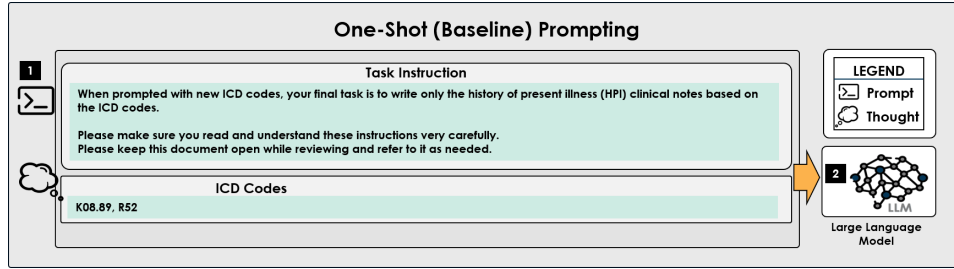 One-Shot (Baseline) Prompting
1
Task Instruction
When prompted with new ICD codes, your final task is to write only the history of present illness (HPI) clinical notes based on
the ICD codes.
Please make sure you read and understand these instructions very carefully.
Please keep this document open while reviewing and refer to it as needed.
ICD Codes
K08.89, R52
LEGEND
Prompt
Thought
2
LLM
Large Language
Model